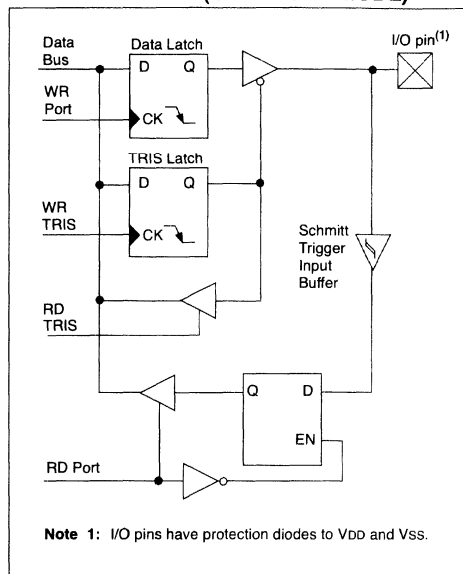 Data
Bus
Data Latch
I/O pin(1)
D Q
WR
Port
CK
TRIS Latch
D Q
WR
TRIS
CK
Schmitt
Trigger
Input
Buffer
RD
TRIS
Q D
EN
RD Port
Note 1: I/O pins have protection diodes to VDD and VSS.